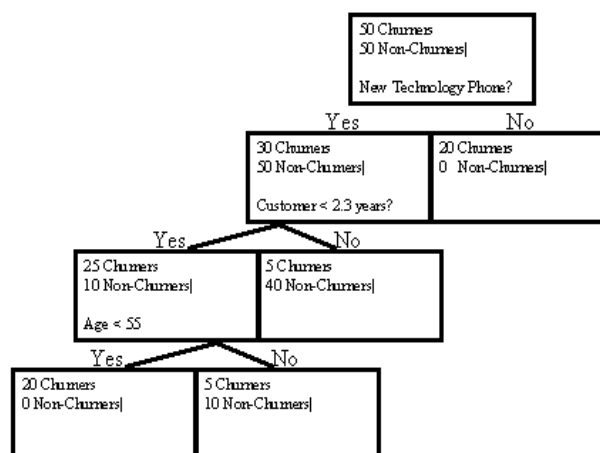 50 Churners
50 Non-Churners|
New Technology Phone?
Yes
No
30 Churners
50 Non-Churners|
Customer < 2.3 years?
20 Churners
0 Non-Churners|
Yes
No
25 Churners
10 Non-Churners|
Age < 55
5 Churners
40 Non-Churners|
Yes
No
20 Churners
0 Non-Churners|
5 Churners
10 Non-Churners|